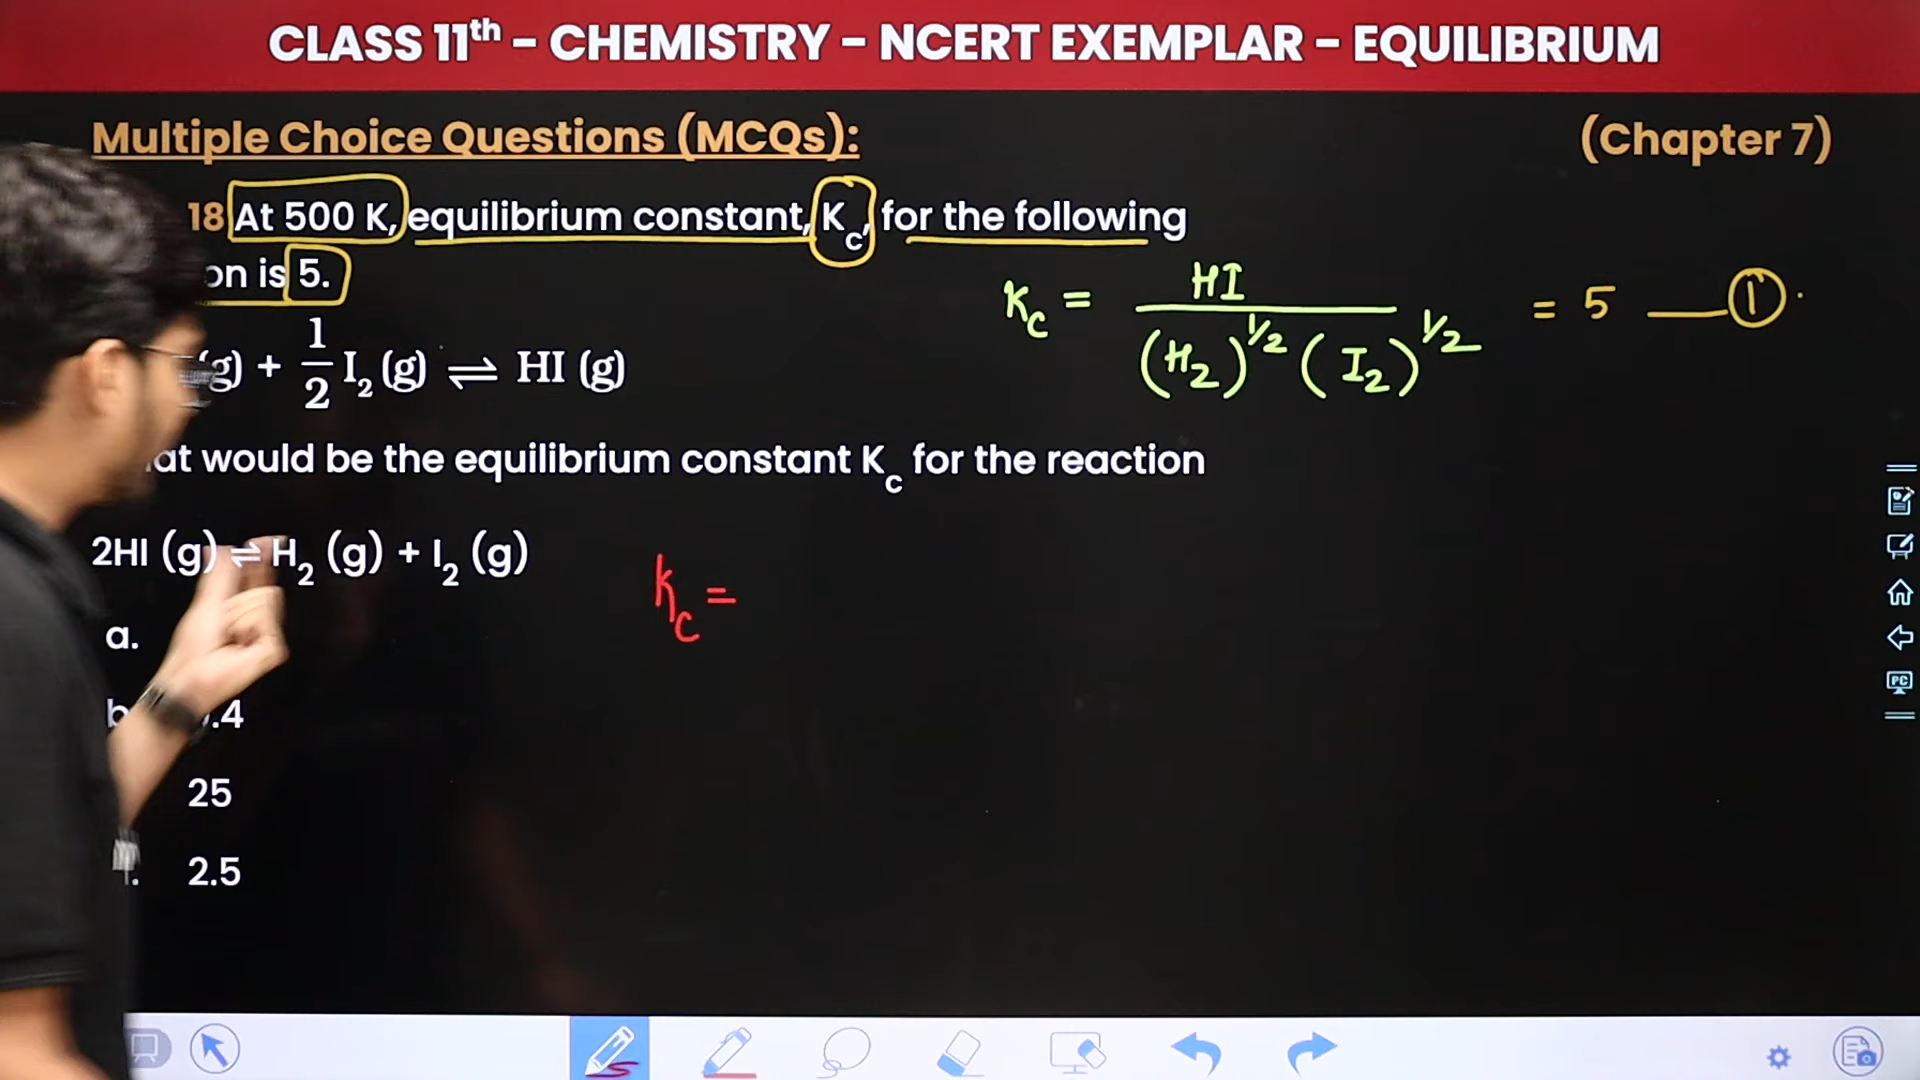 CLASS 11th - CHEMISTRY - NCERT EXEMPLAR - EQUILIBRIUM
Multiple Choice Questions (MCQs):
(Chapter 7)
18 At 500 K, equilibrium constant, Kc, for the following
on is 5.
(g) + 1/2 I2 (g) ⇌ HI (g)
Kc = HI / (H2)^1/2 (I2)^1/2 = 5 — 1
at would be the equilibrium constant Kc for the reaction
2HI (g) ⇌ H2 (g) + I2 (g)
Kc =
a.
b .4
25
2.5
PC